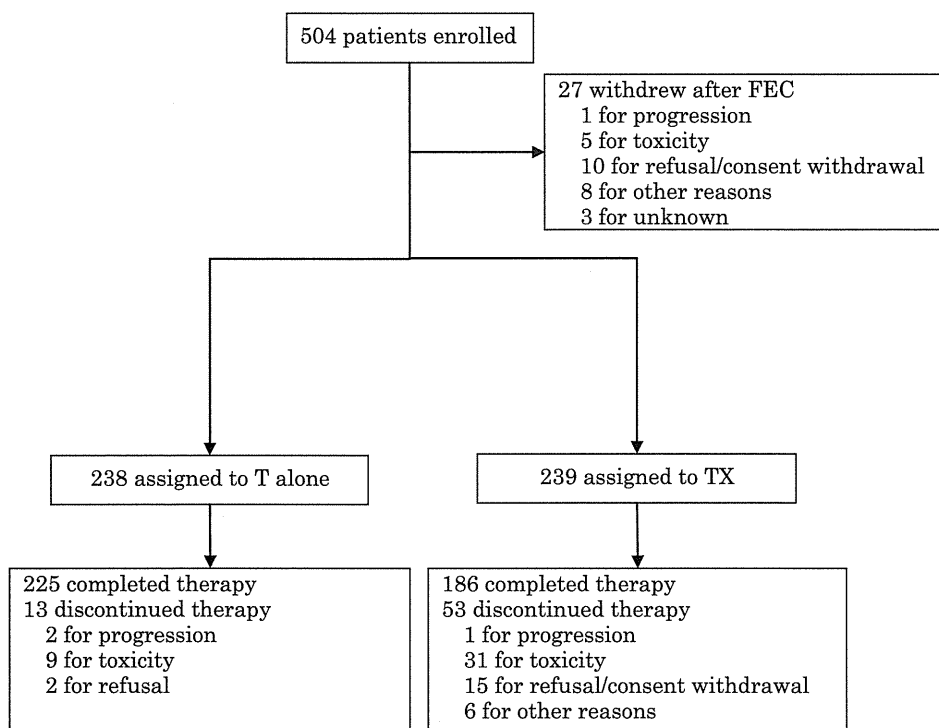 504 patients enrolled
27 withdrew after FEC
1 for progression
5 for toxicity
10 for refusal/consent withdrawal
8 for other reasons
3 for unknown
238 assigned to T alone
239 assigned to TX
225 completed therapy
13 discontinued therapy
2 for progression
9 for toxicity
2 for refusal
186 completed therapy
53 discontinued therapy
1 for progression
31 for toxicity
15 for refusal/consent withdrawal
6 for other reasons